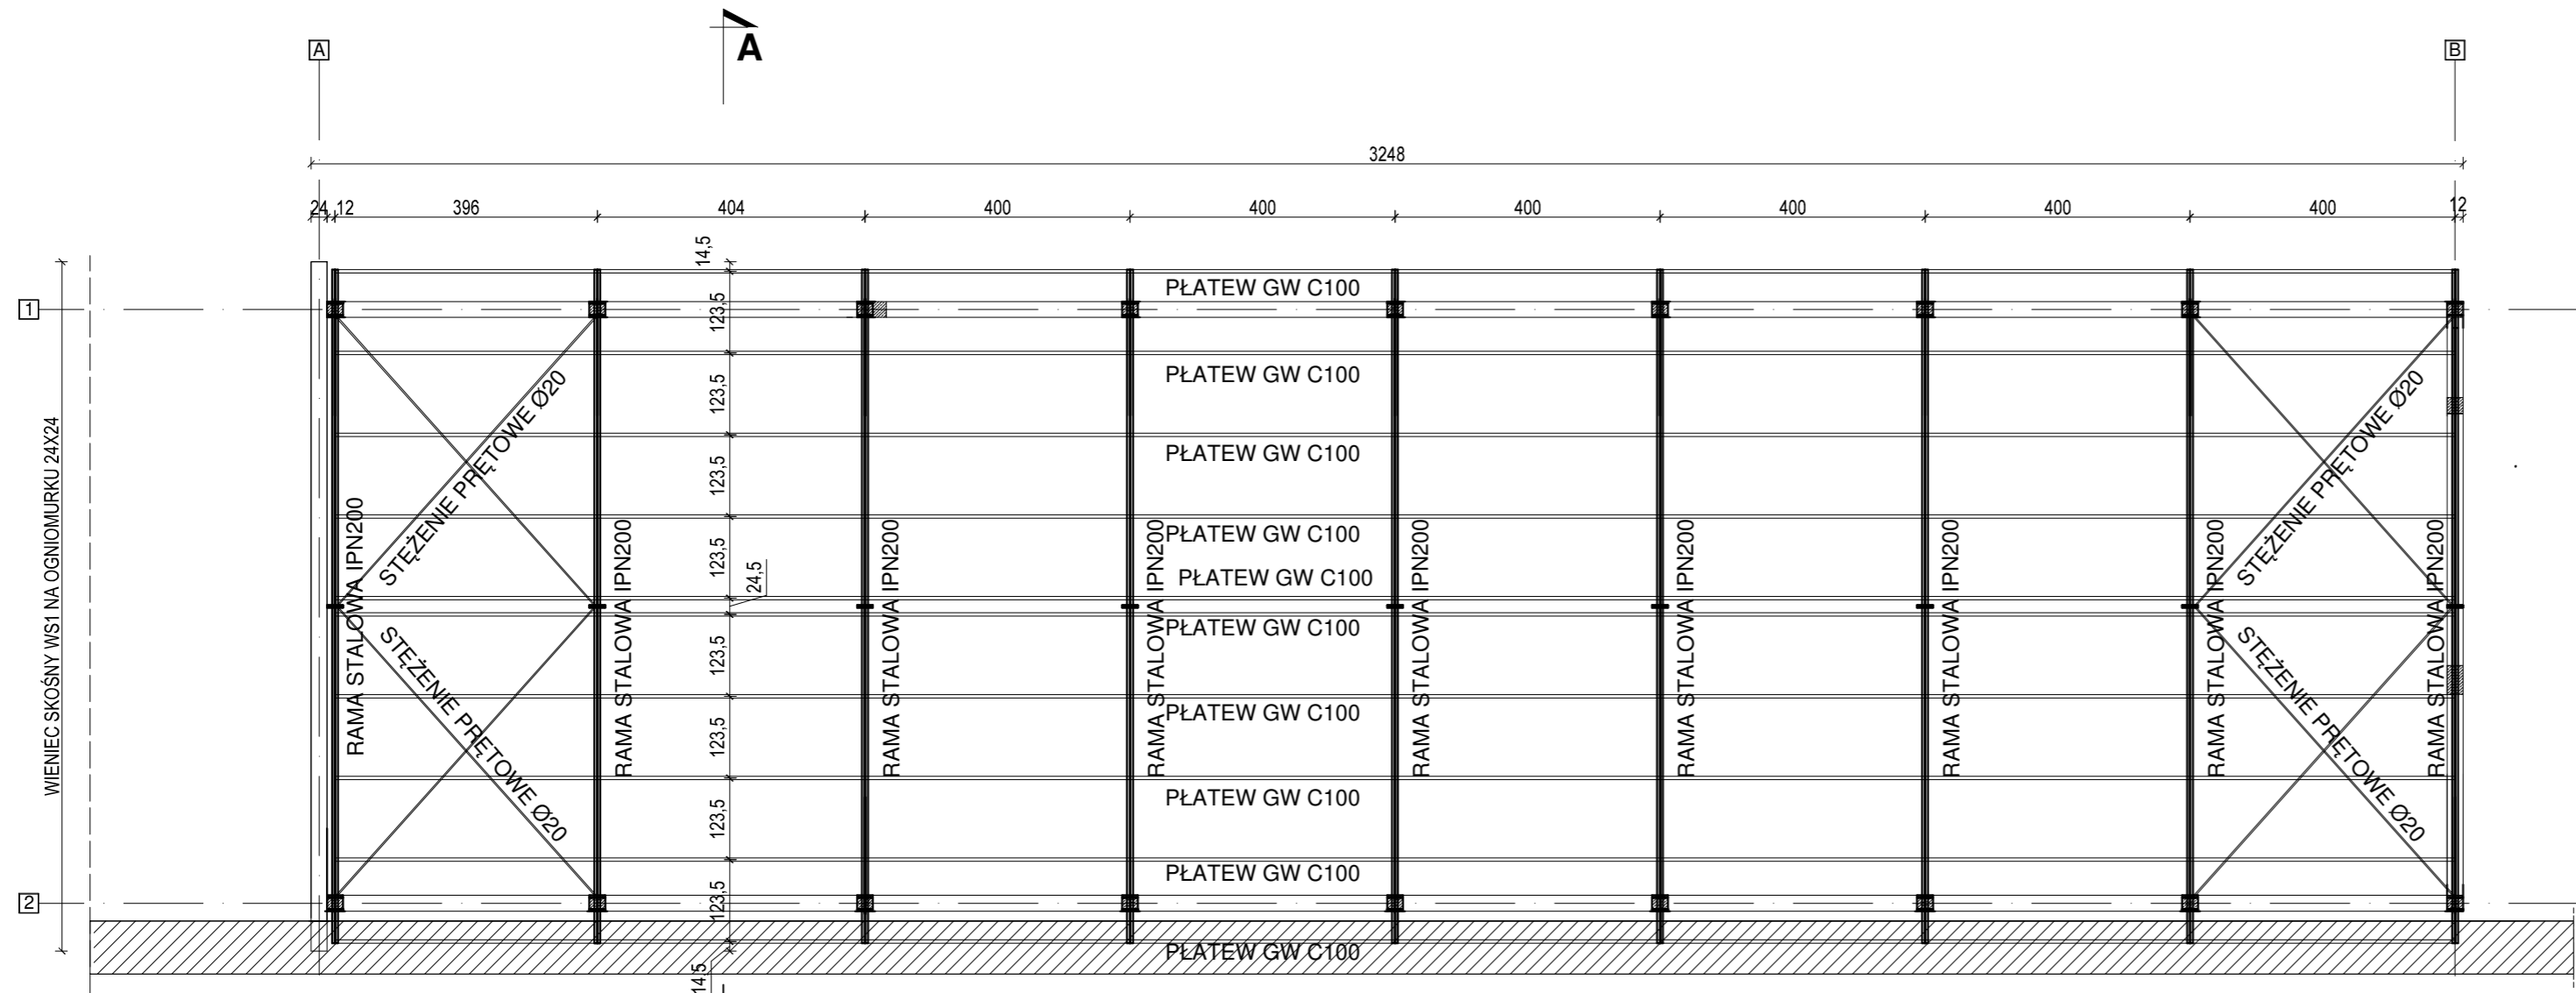 A
A
B
3248
24 12 396 404 400 400 400 400 400 400 12
14,5
1
PŁATEW GW C100
123,5
PŁATEW GW C100
123,5
PŁATEW GW C100
123,5
PŁATEW GW C100
123,5
PŁATEW GW C100
24,5
PŁATEW GW C100
123,5
PŁATEW GW C100
123,5
PŁATEW GW C100
123,5
PŁATEW GW C100
123,5
PŁATEW GW C100
14,5
2
WIENIEC SKOŚNY WS1 NA OGNIOMURKU 24X24
STĘŻENIE PRĘTOWE Ø20
STĘŻENIE PRĘTOWE Ø20
RAMA STALOWA IPN200
RAMA STALOWA IPN200
RAMA STALOWA IPN200
RAMA STALOWA IPN200
RAMA STALOWA IPN200
RAMA STALOWA IPN200
RAMA STALOWA IPN200
RAMA STALOWA IPN200
RAMA STALOWA IPN200
STĘŻENIE PRĘTOWE Ø20
STĘŻENIE PRĘTOWE Ø20